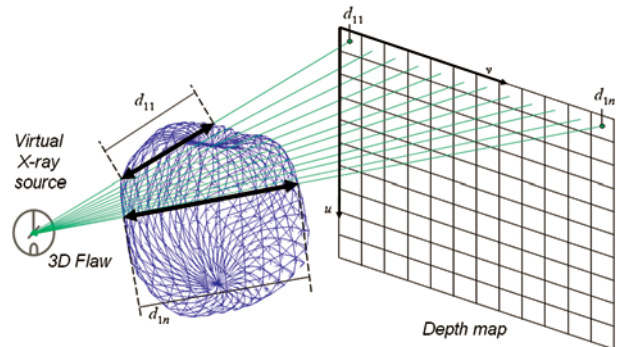 d11
d11
v
d1n
Virtual
X-ray
source
u
3D Flaw
d1n
Depth map